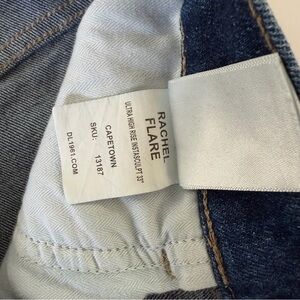 RACHEL
FLARE
ULTRA HIGH RISE INSTASCULPT 33"
CAPETOWN
SKU: 13187
DL1961.COM